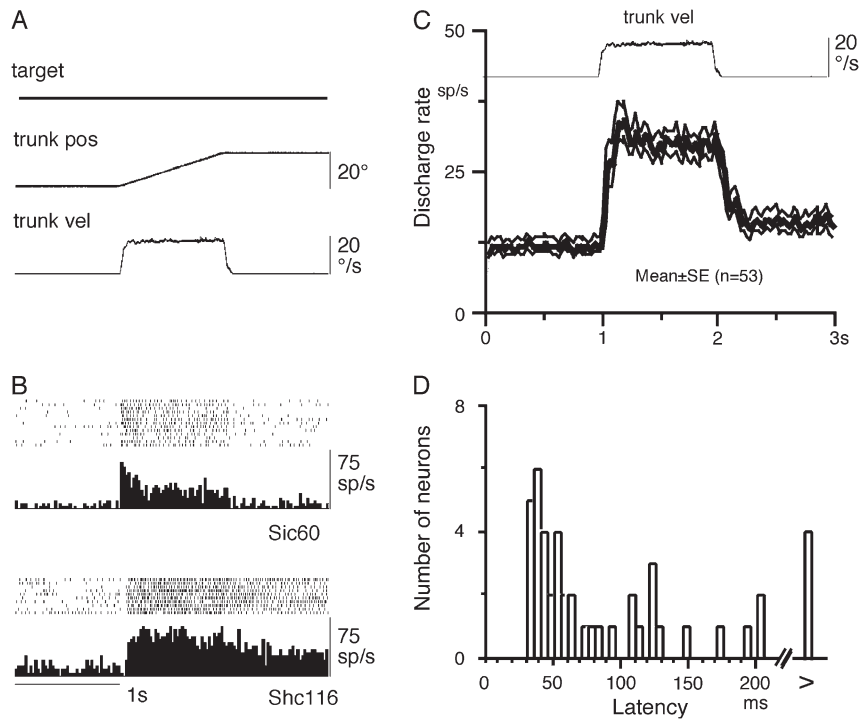 A
target
trunk pos
20°
trunk vel
20
°/s
B
75
sp/s
Sic60
75
sp/s
1s
Shc116
C
trunk vel
50
20
°/s
sp/s
Discharge rate
25
Mean±SE (n=53)
0
0
1
2
3s
D
8
Number of neurons
4
0
0
50
100
150
200
>
ms
Latency